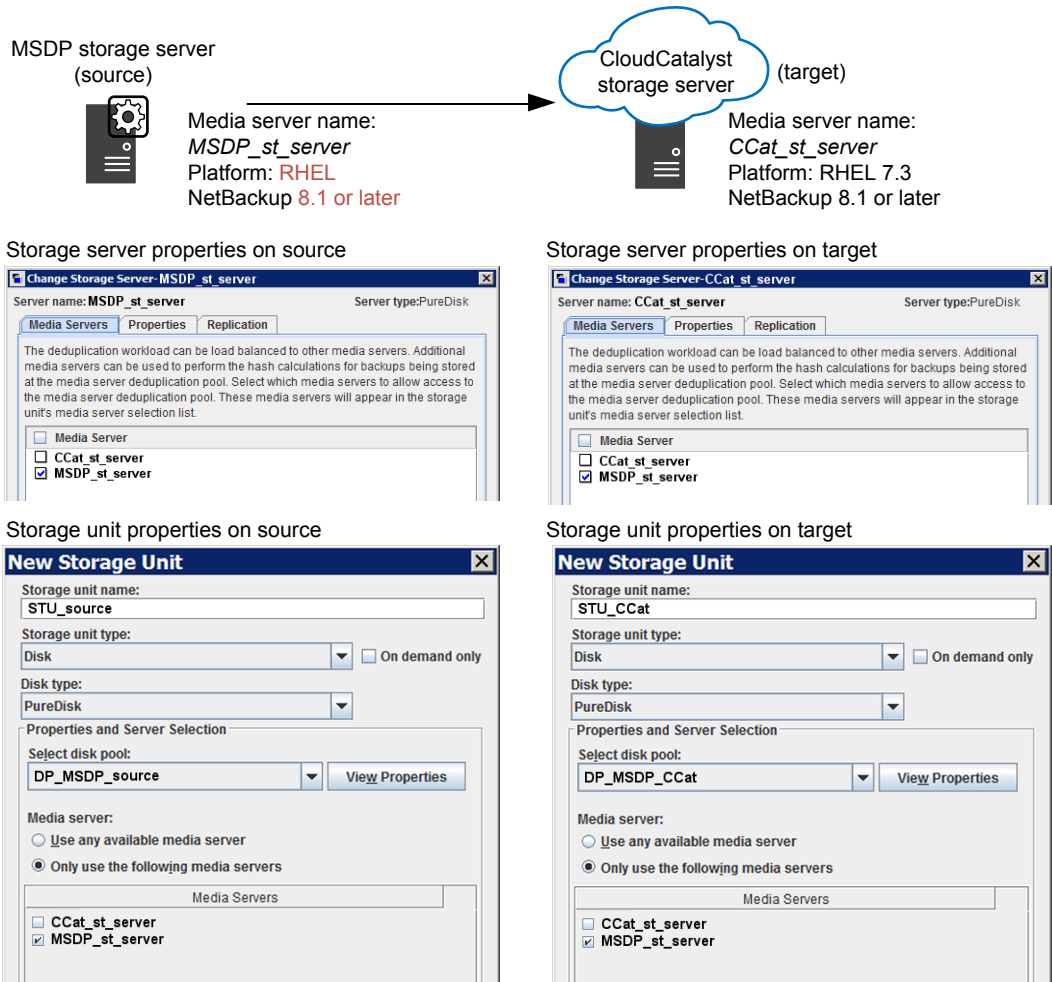 MSDP storage server
(source)
Media server name:
MSDP_st_server
Platform: RHEL
NetBackup 8.1 or later
CloudCatalyst
storage server
(target)
Media server name:
CCat_st_server
Platform: RHEL 7.3
NetBackup 8.1 or later
Storage server properties on source
Change Storage Server-MSDP_st_server
Server name: MSDP_st_server
Server type:PureDisk
Media Servers
Properties
Replication
The deduplication workload can be load balanced to other media servers. Additional
media servers can be used to perform the hash calculations for backups being stored
at the media server deduplication pool. Select which media servers to allow access to
the media server deduplication pool. These media servers will appear in the storage
unit's media server selection list.
Media Server
CCat_st_server
MSDP_st_server
Storage server properties on target
Change Storage Server-CCat_st_server
Server name: CCat_st_server
Server type:PureDisk
Media Servers
Properties
Replication
The deduplication workload can be load balanced to other media servers. Additional
media servers can be used to perform the hash calculations for backups being stored
at the media server deduplication pool. Select which media servers to allow access to
the media server deduplication pool. These media servers will appear in the storage
unit's media server selection list.
Media Server
CCat_st_server
MSDP_st_server
Storage unit properties on source
New Storage Unit
Storage unit name:
STU_source
Storage unit type:
Disk
On demand only
Disk type:
PureDisk
Properties and Server Selection
Select disk pool:
DP_MSDP_source
View Properties
Media server:
Use any available media server
Only use the following media servers
Media Servers
CCat_st_server
MSDP_st_server
Storage unit properties on target
New Storage Unit
Storage unit name:
STU_CCat
Storage unit type:
Disk
On demand only
Disk type:
PureDisk
Properties and Server Selection
Select disk pool:
DP_MSDP_CCat
View Properties
Media server:
Use any available media server
Only use the following media servers
Media Servers
CCat_st_server
MSDP_st_server